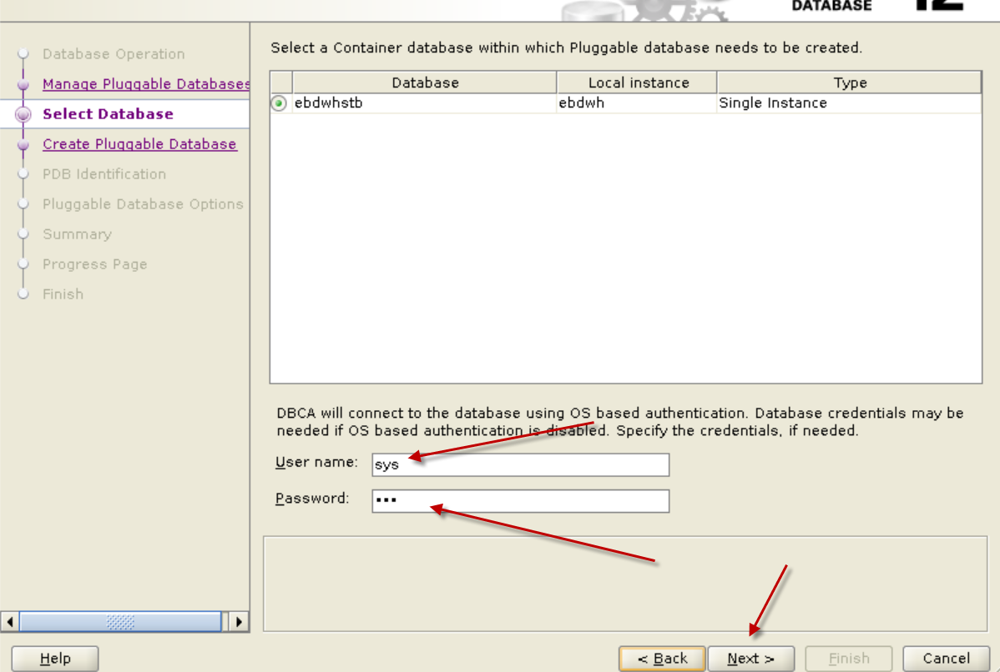 DATABASE
Database Operation
Manage Pluggable Databases
Select Database
Create Pluggable Database
PDB Identification
Pluggable Database Options
Summary
Progress Page
Finish
Select a Container database within which Pluggable database needs to be created.
Database Local instance Type
ebdwhstb ebdwh Single Instance
DBCA will connect to the database using OS based authentication. Database credentials may be
needed if OS based authentication is disabled. Specify the credentials, if needed.
User name: sys
Password: •••
Help < Back Next > Finish Cancel